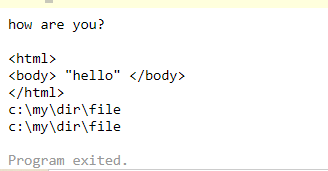 how are you?
<html>
<body> "hello" </body>
</html>
c:\my\dir\file
c:\my\dir\file
Program exited.